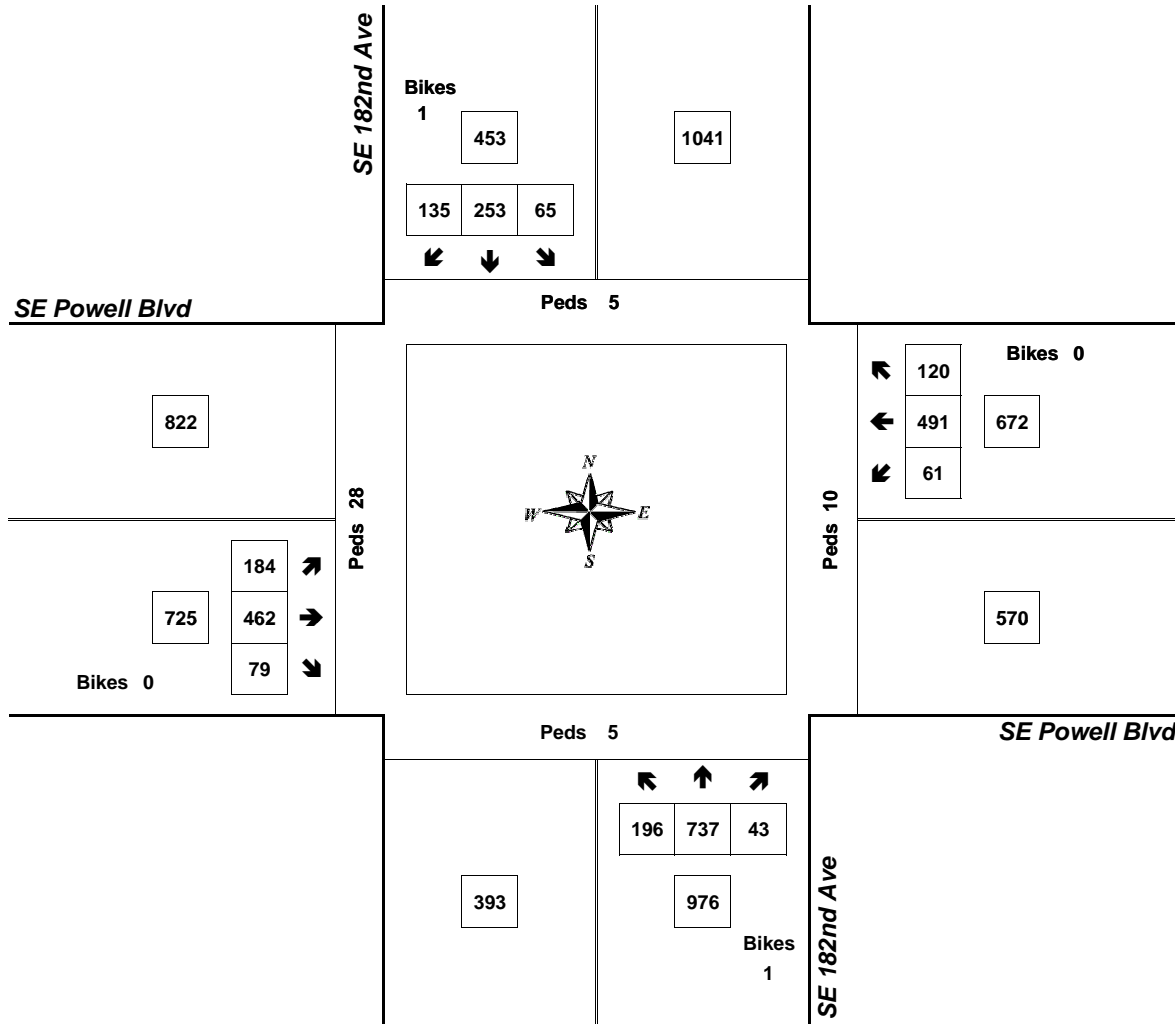 SE 182nd Ave
Bikes
1
453
1041
135 253 65
SE Powell Blvd
Peds 5
822
120
491
61
672
Bikes 0
Peds 28
N
W E
S
Peds 10
184
462
79
725
Bikes 0
570
Peds 5
SE Powell Blvd
196 737 43
393
976
Bikes
1
SE 182nd Ave